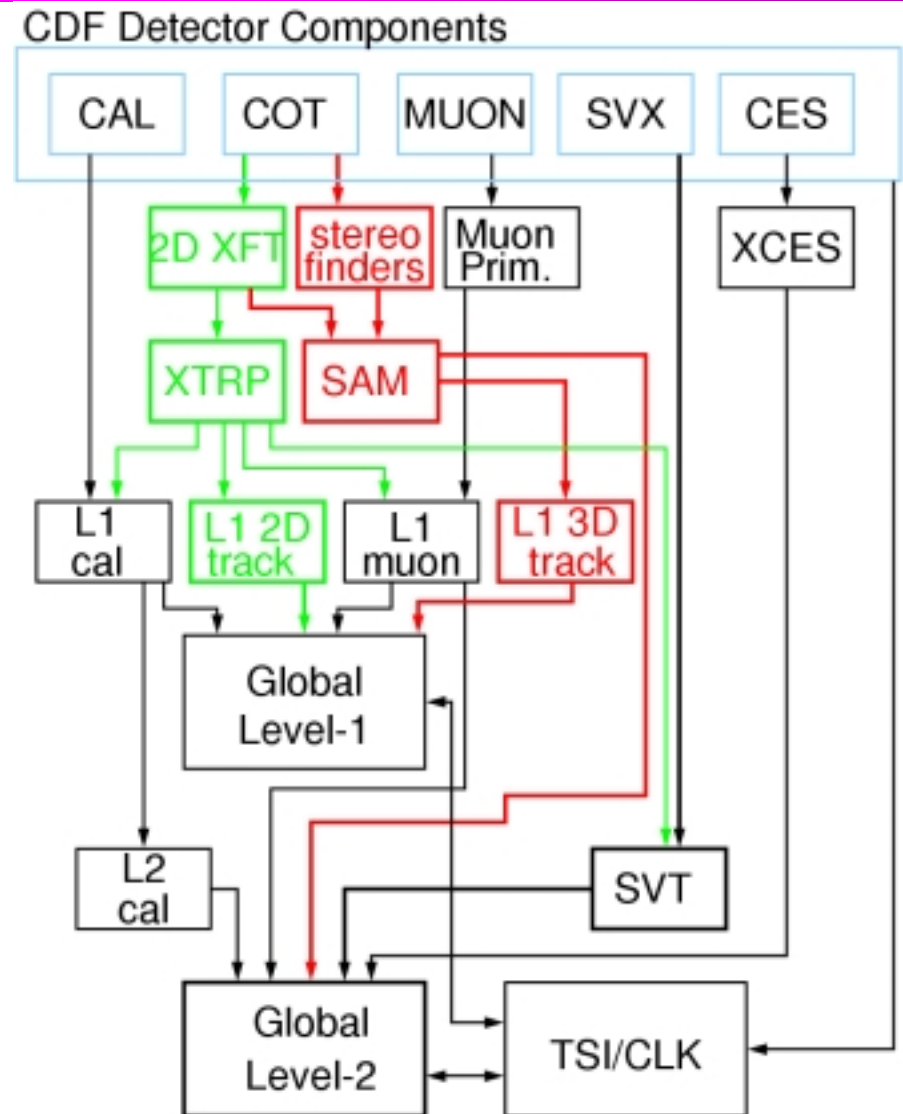 CDF Detector Components
CAL
COT
MUON
SVX
CES
2D XFT
stereo
finders
Muon
Prim.
XCES
XTRP
SAM
L1
cal
L1 2D
track
L1
muon
L1 3D
track
Global
Level-1
L2
cal
SVT
Global
Level-2
TSI/CLK